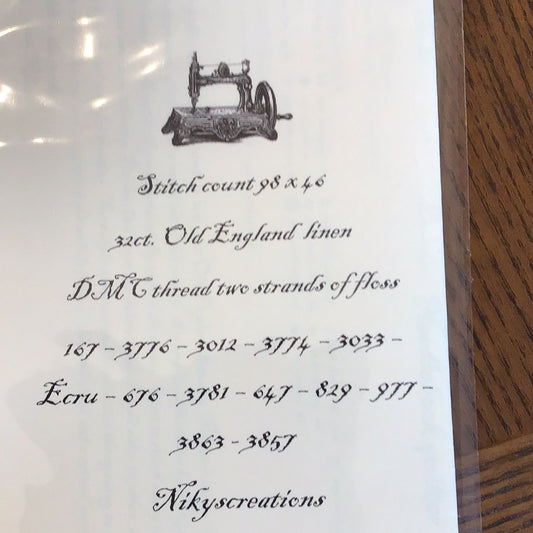 Stitch count 98 x 46
32ct. Old England linen
DMC thread two strands of floss
167 – 3776 – 3012 – 3774 – 3033 –
Ecru – 676 – 3781 – 647 – 829 – 977 –
3863 – 3857
Nikyscreations